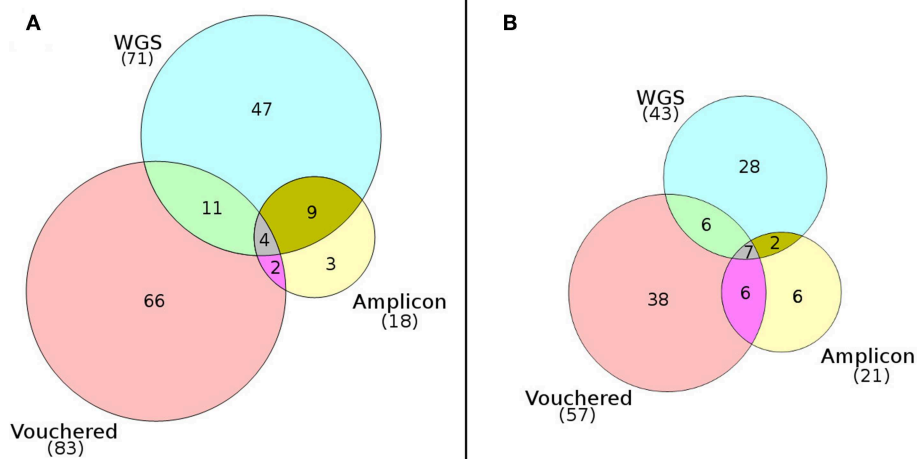 A
WGS
(71)
47
11
9
4
2
3
66
Amplicon
(18)
Vouchered
(83)
B
WGS
(43)
28
6
2
7
38
6
6
Amplicon
(21)
Vouchered
(57)